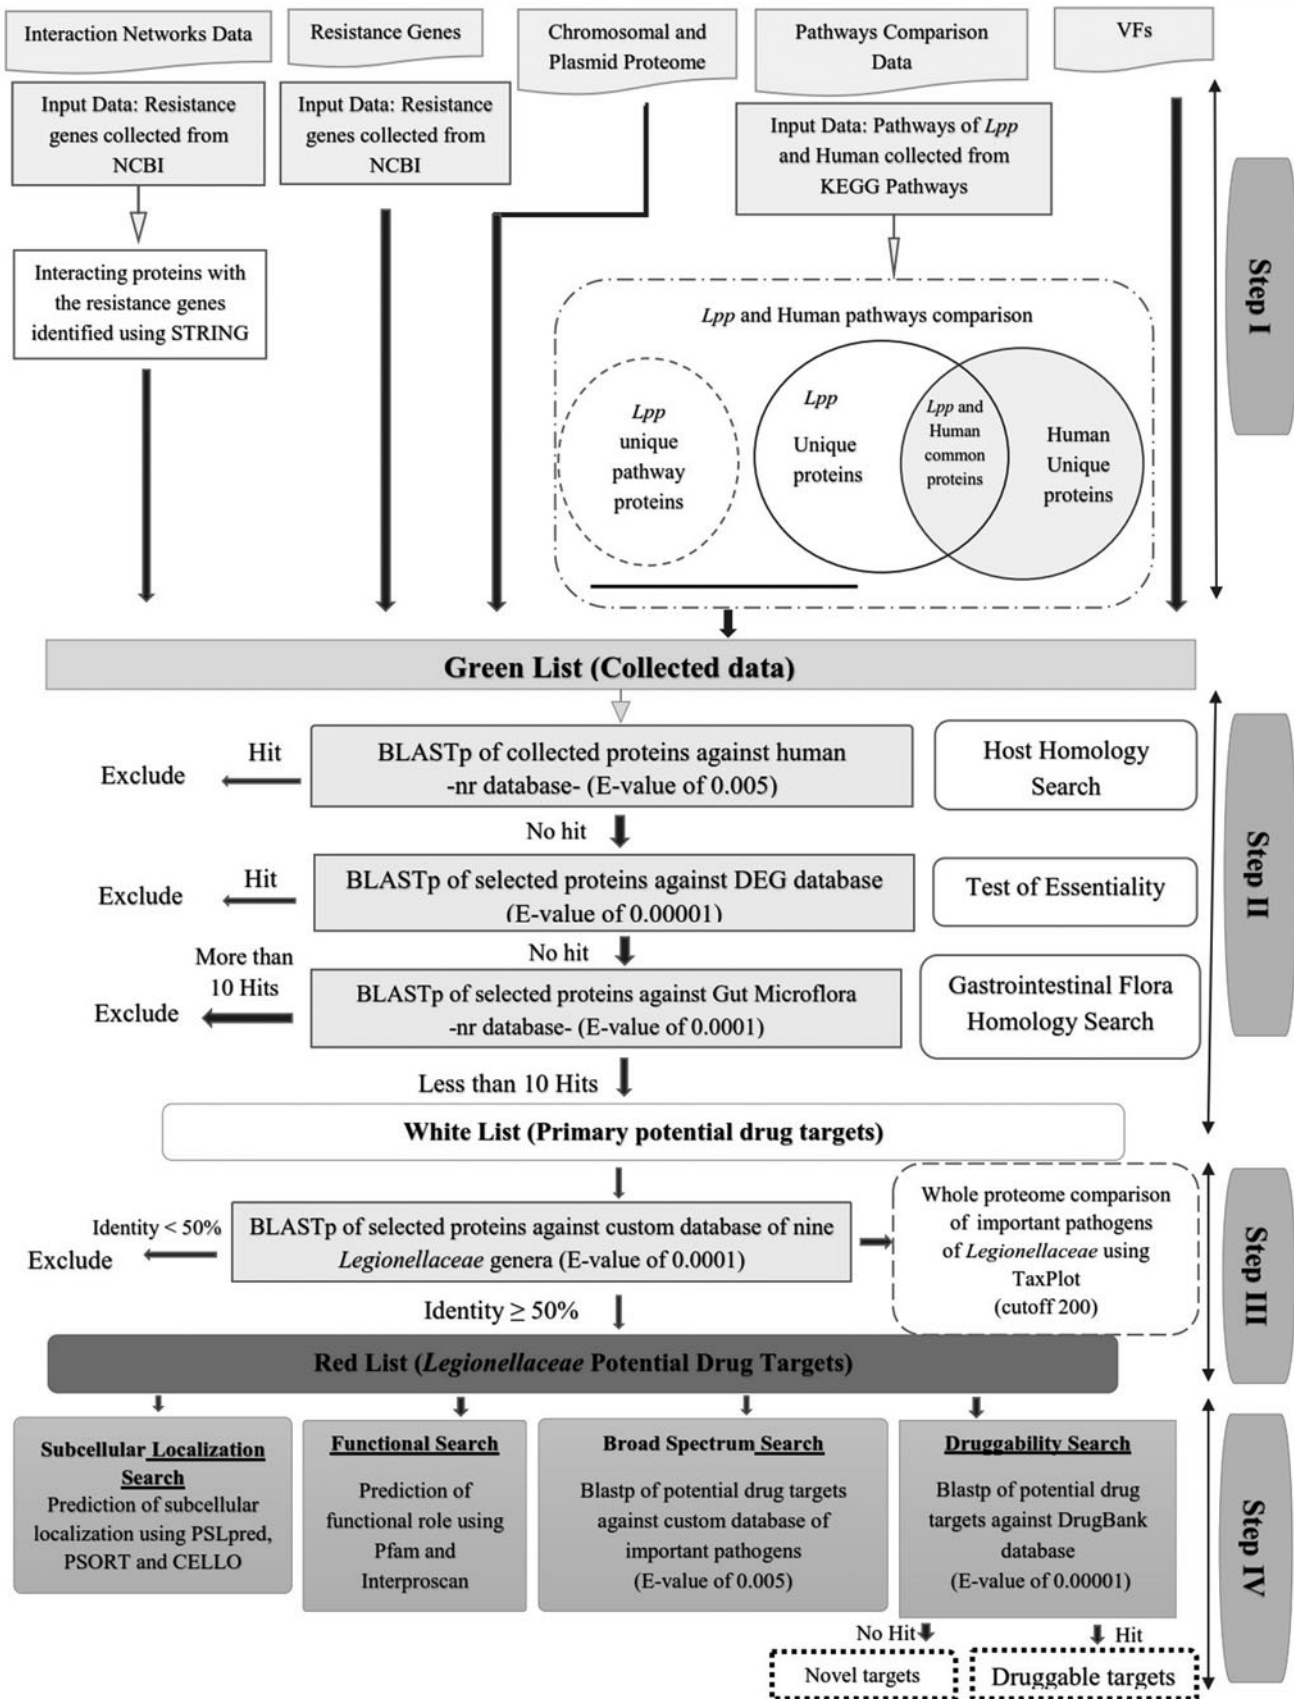 Interaction Networks Data
Resistance Genes
Chromosomal and
Plasmid Proteome
Pathways Comparison
Data
VFs
Input Data: Resistance
genes collected from
NCBI
Input Data: Resistance
genes collected from
NCBI
Input Data: Pathways of Lpp
and Human collected from
KEGG Pathways
Interacting proteins with
the resistance genes
identified using STRING
Lpp and Human pathways comparison
Lpp
unique
pathway
proteins
Lpp
Unique
proteins
Lpp and
Human
common
proteins
Human
Unique
proteins
Step I
Green List (Collected data)
Exclude
Hit
BLASTp of collected proteins against human
-nr database- (E-value of 0.005)
Host Homology
Search
No hit
Exclude
Hit
BLASTp of selected proteins against DEG database
(E-value of 0.00001)
Test of Essentiality
No hit
More than
10 Hits
Exclude
BLASTp of selected proteins against Gut Microflora
-nr database- (E-value of 0.0001)
Gastrointestinal Flora
Homology Search
Less than 10 Hits
Step II
White List (Primary potential drug targets)
Identity < 50%
Exclude
BLASTp of selected proteins against custom database of nine
Legionellaceae genera (E-value of 0.0001)
Whole proteome comparison
of important pathogens
of Legionellaceae using
TaxPlot
(cutoff 200)
Identity ≥ 50%
Step III
Red List (Legionellaceae Potential Drug Targets)
Subcellular Localization
Search
Prediction of subcellular
localization using PSLpred,
PSORT and CELLO
Functional Search
Prediction of
functional role using
Pfam and
Interproscan
Broad Spectrum Search
Blastp of potential drug targets
against custom database of
important pathogens
(E-value of 0.005)
Druggability Search
Blastp of potential drug
targets against DrugBank
database
(E-value of 0.00001)
Step IV
No Hit
Hit
Novel targets
Druggable targets